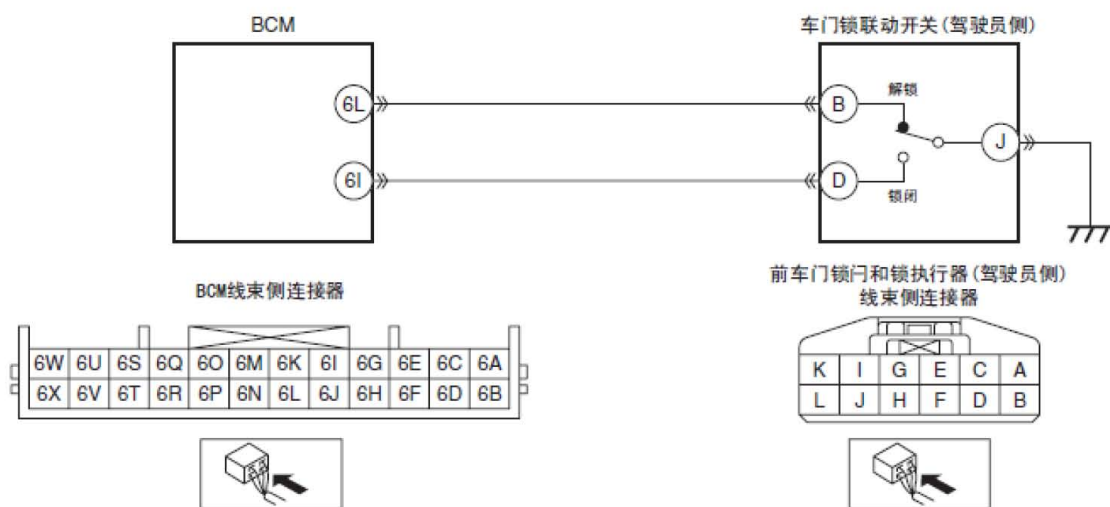 BCM
车门锁联动开关(驾驶员侧)
6L
B
解锁
J
6I
D
锁闭
BCM线束侧连接器
前车门锁闩和锁执行器(驾驶员侧)
线束侧连接器
6W 6U 6S 6Q 6O 6M 6K 6I 6G 6E 6C 6A
6X 6V 6T 6R 6P 6N 6L 6J 6H 6F 6D 6B
K I G E C A
L J H F D B